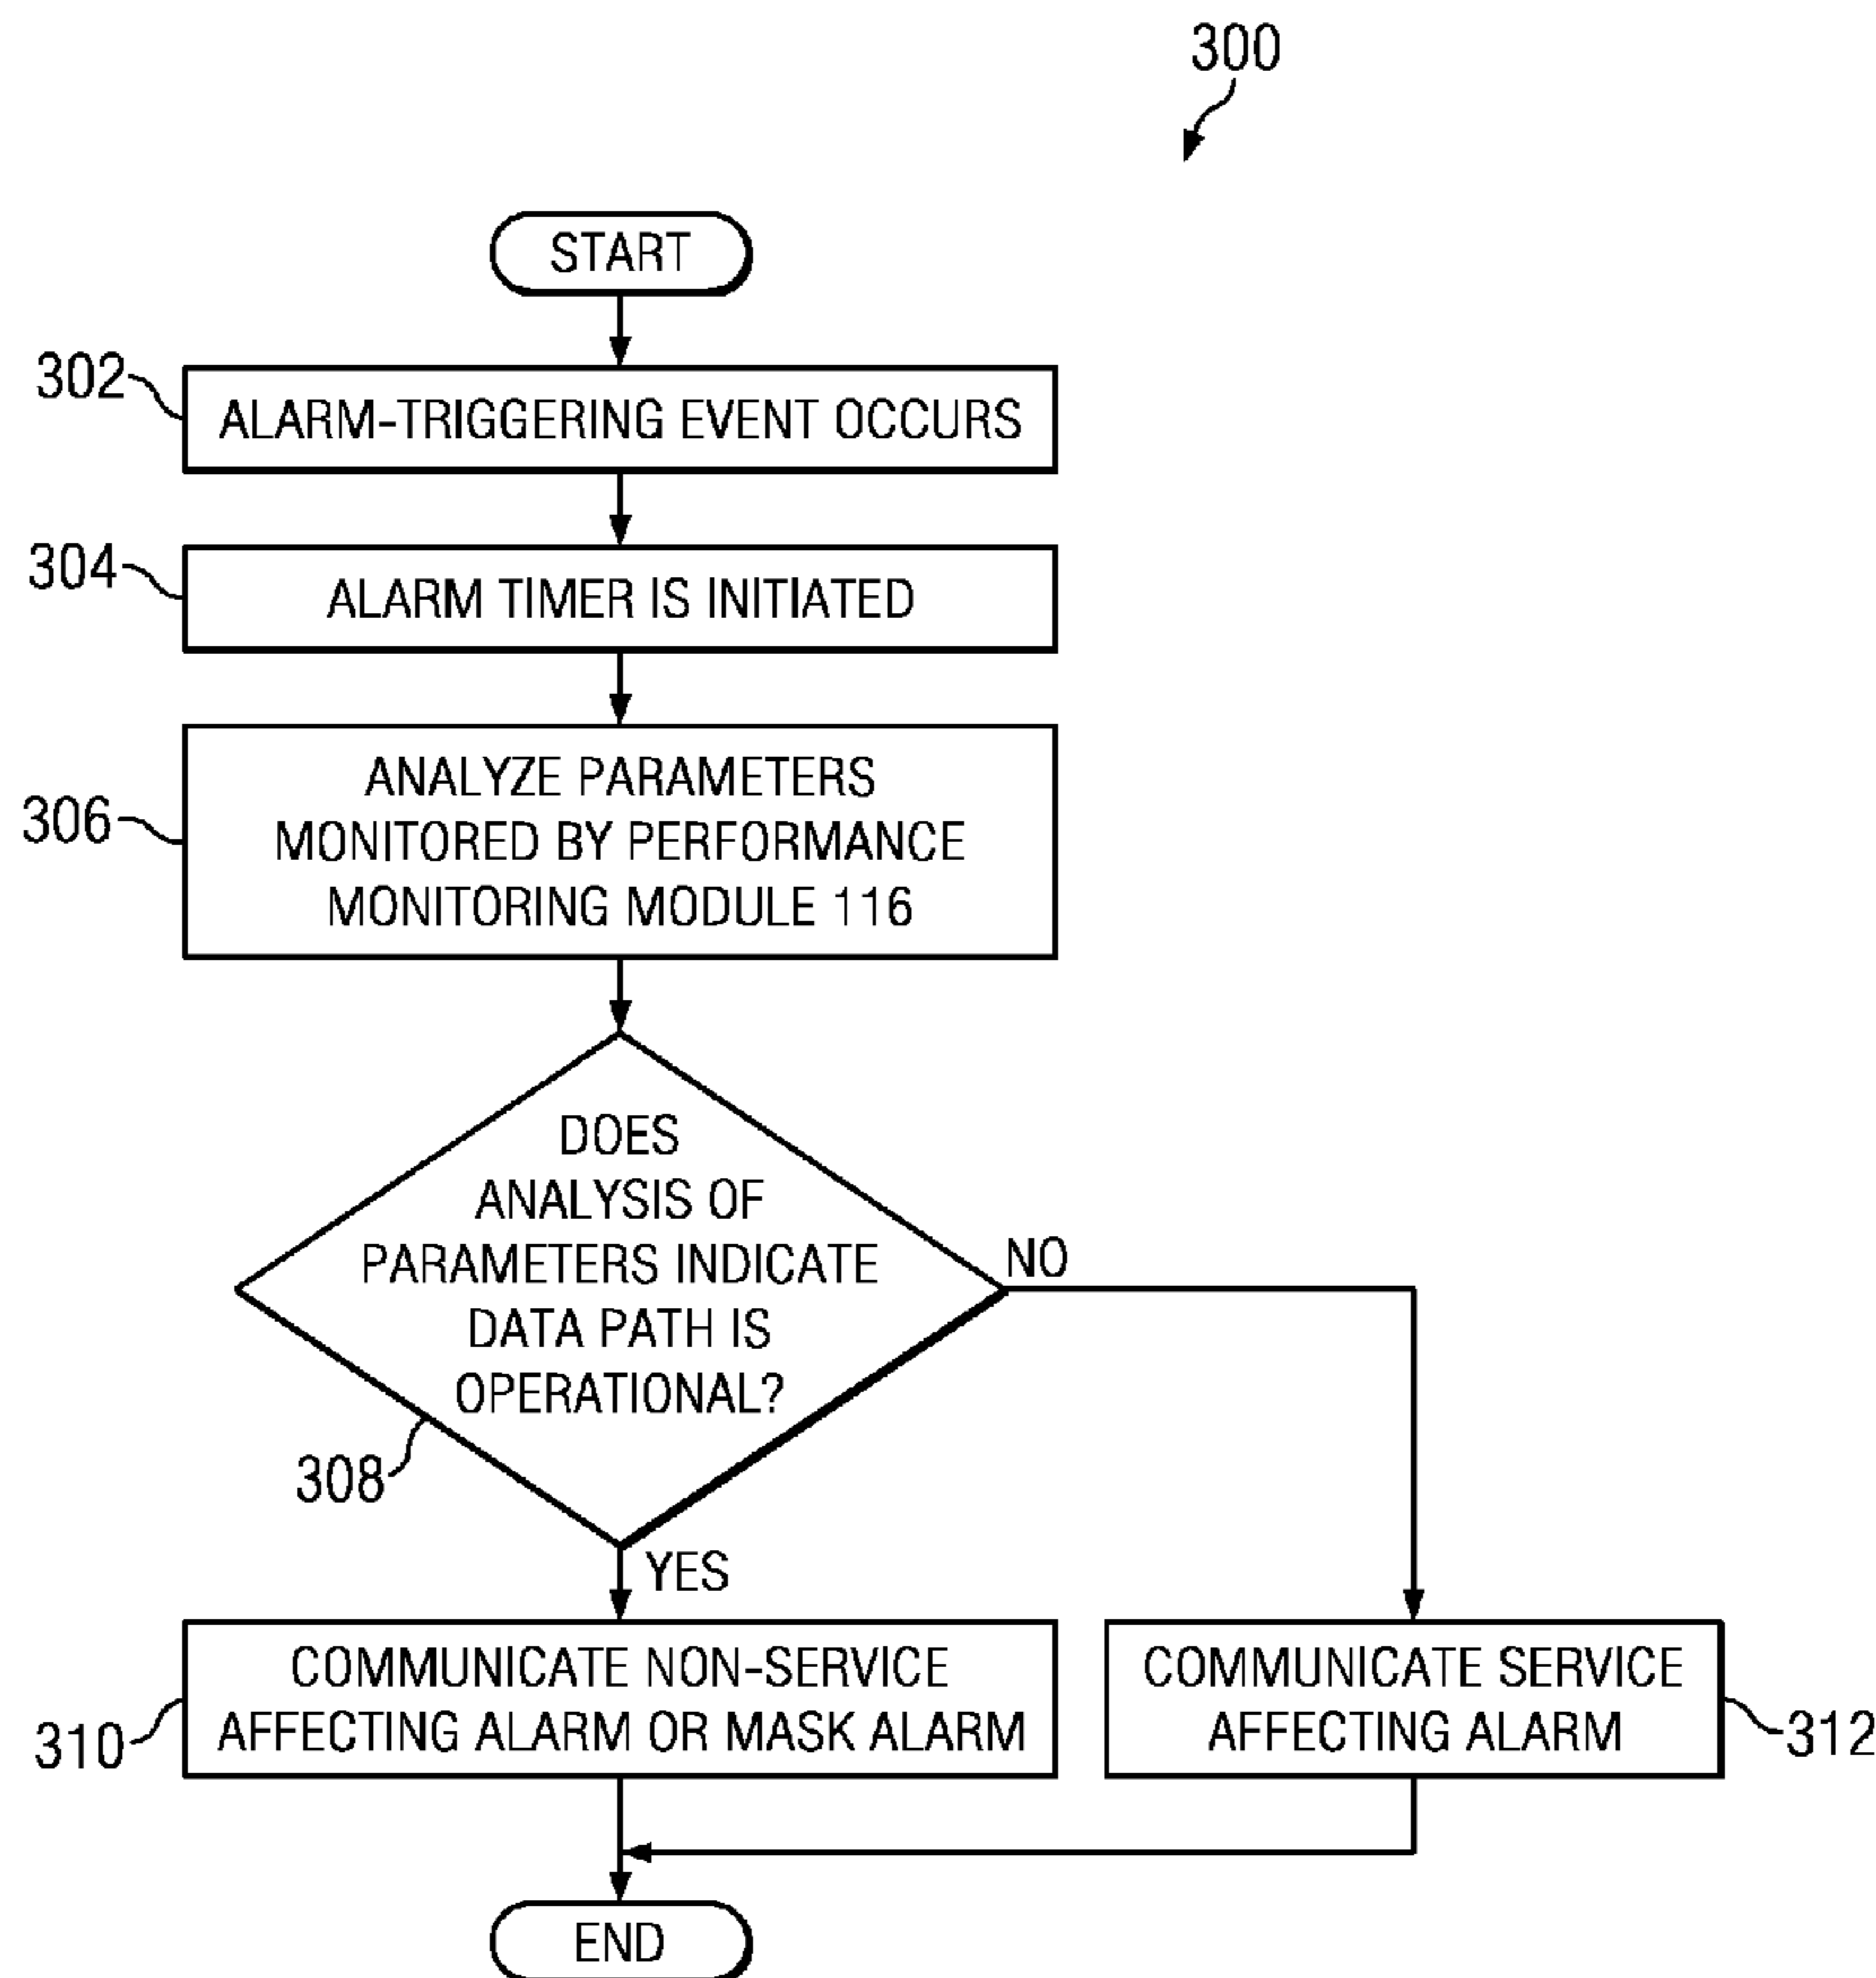 300
START
302
ALARM-TRIGGERING EVENT OCCURS
304
ALARM TIMER IS INITIATED
306
ANALYZE PARAMETERS
MONITORED BY PERFORMANCE
MONITORING MODULE 116
DOES
ANALYSIS OF
PARAMETERS INDICATE
DATA PATH IS
OPERATIONAL?
NO
308
YES
310
COMMUNICATE NON-SERVICE
AFFECTING ALARM OR MASK ALARM
COMMUNICATE SERVICE
AFFECTING ALARM
312
END